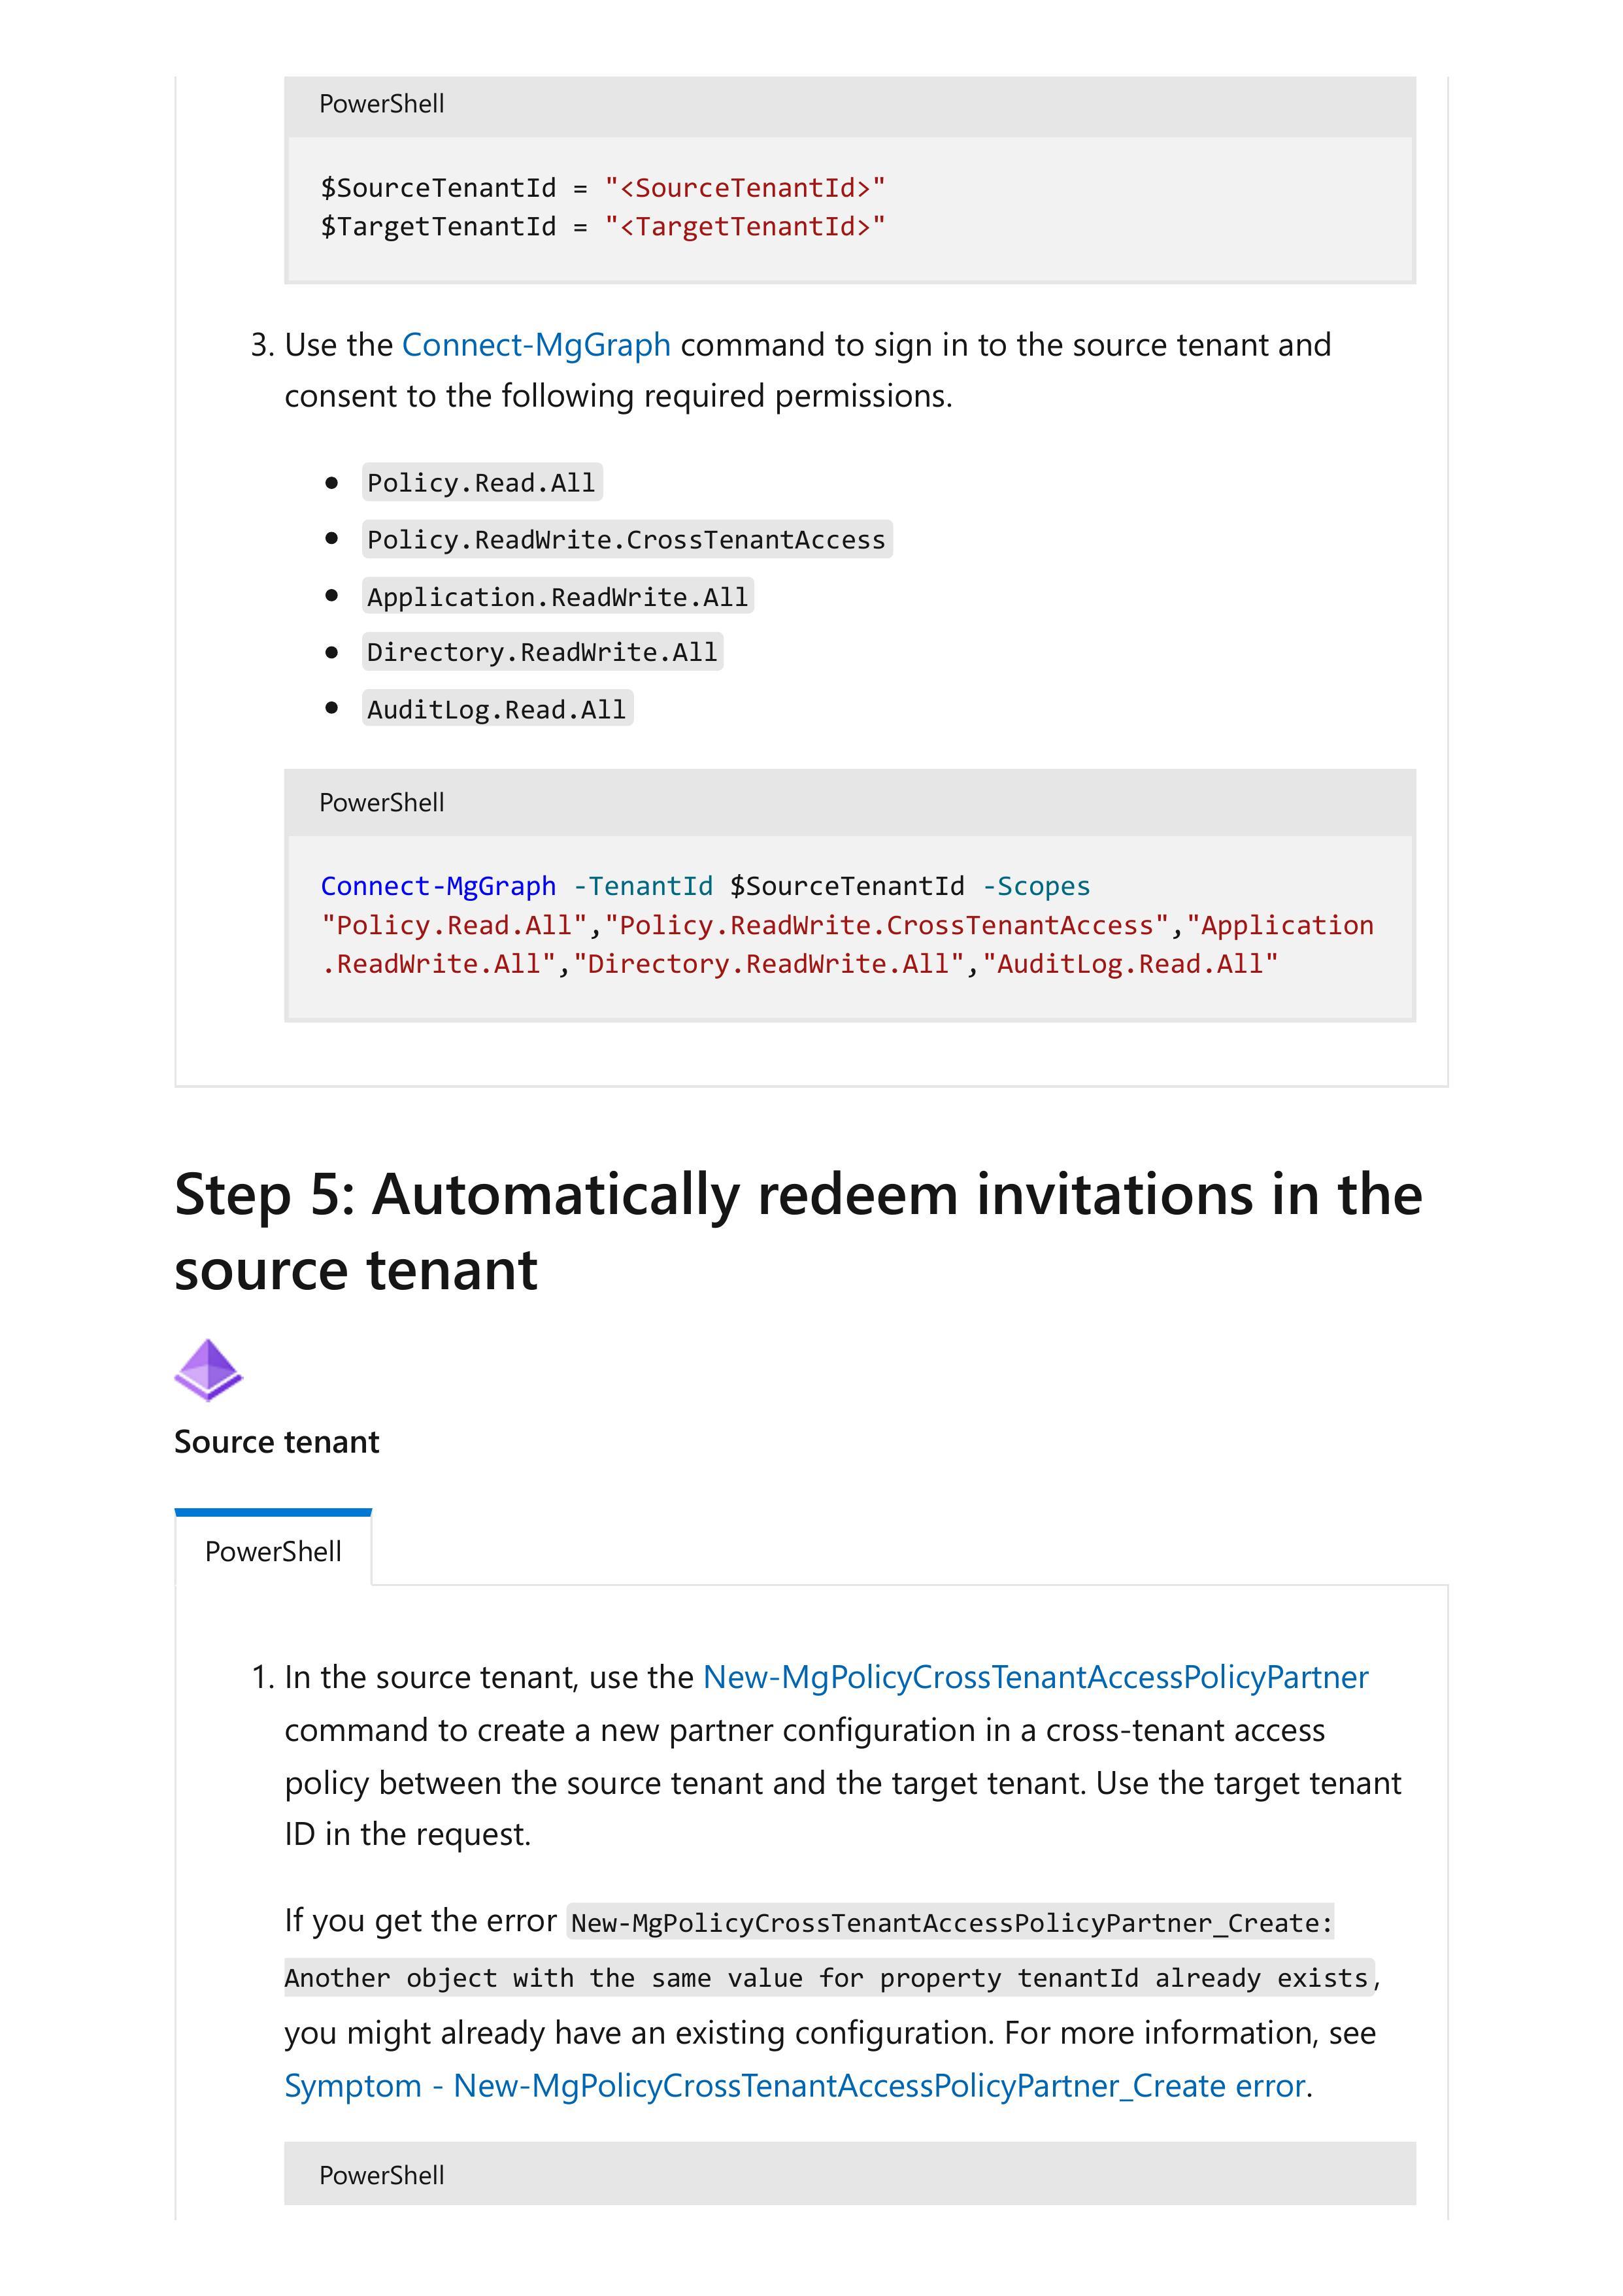 PowerShell
$SourceTenantId = "<SourceTenantId>"
$TargetTenantId = "<TargetTenantId>"
3. Use the Connect-MgGraph command to sign in to the source tenant and
consent to the following required permissions.
• Policy.Read.All
• Policy.ReadWrite.CrossTenantAccess
• Application.ReadWrite.All
• Directory.ReadWrite.All
• AuditLog.Read.All
PowerShell
Connect-MgGraph -TenantId $SourceTenantId -Scopes
"Policy.Read.All","Policy.ReadWrite.CrossTenantAccess","Application
.ReadWrite.All","Directory.ReadWrite.All","AuditLog.Read.All"
Step 5: Automatically redeem invitations in the
source tenant
Source tenant
PowerShell
1. In the source tenant, use the New-MgPolicyCrossTenantAccessPolicyPartner
command to create a new partner configuration in a cross-tenant access
policy between the source tenant and the target tenant. Use the target tenant
ID in the request.
If you get the error New-MgPolicyCrossTenantAccessPolicyPartner_Create:
Another object with the same value for property tenantId already exists,
you might already have an existing configuration. For more information, see
Symptom - New-MgPolicyCrossTenantAccessPolicyPartner_Create error.
PowerShell